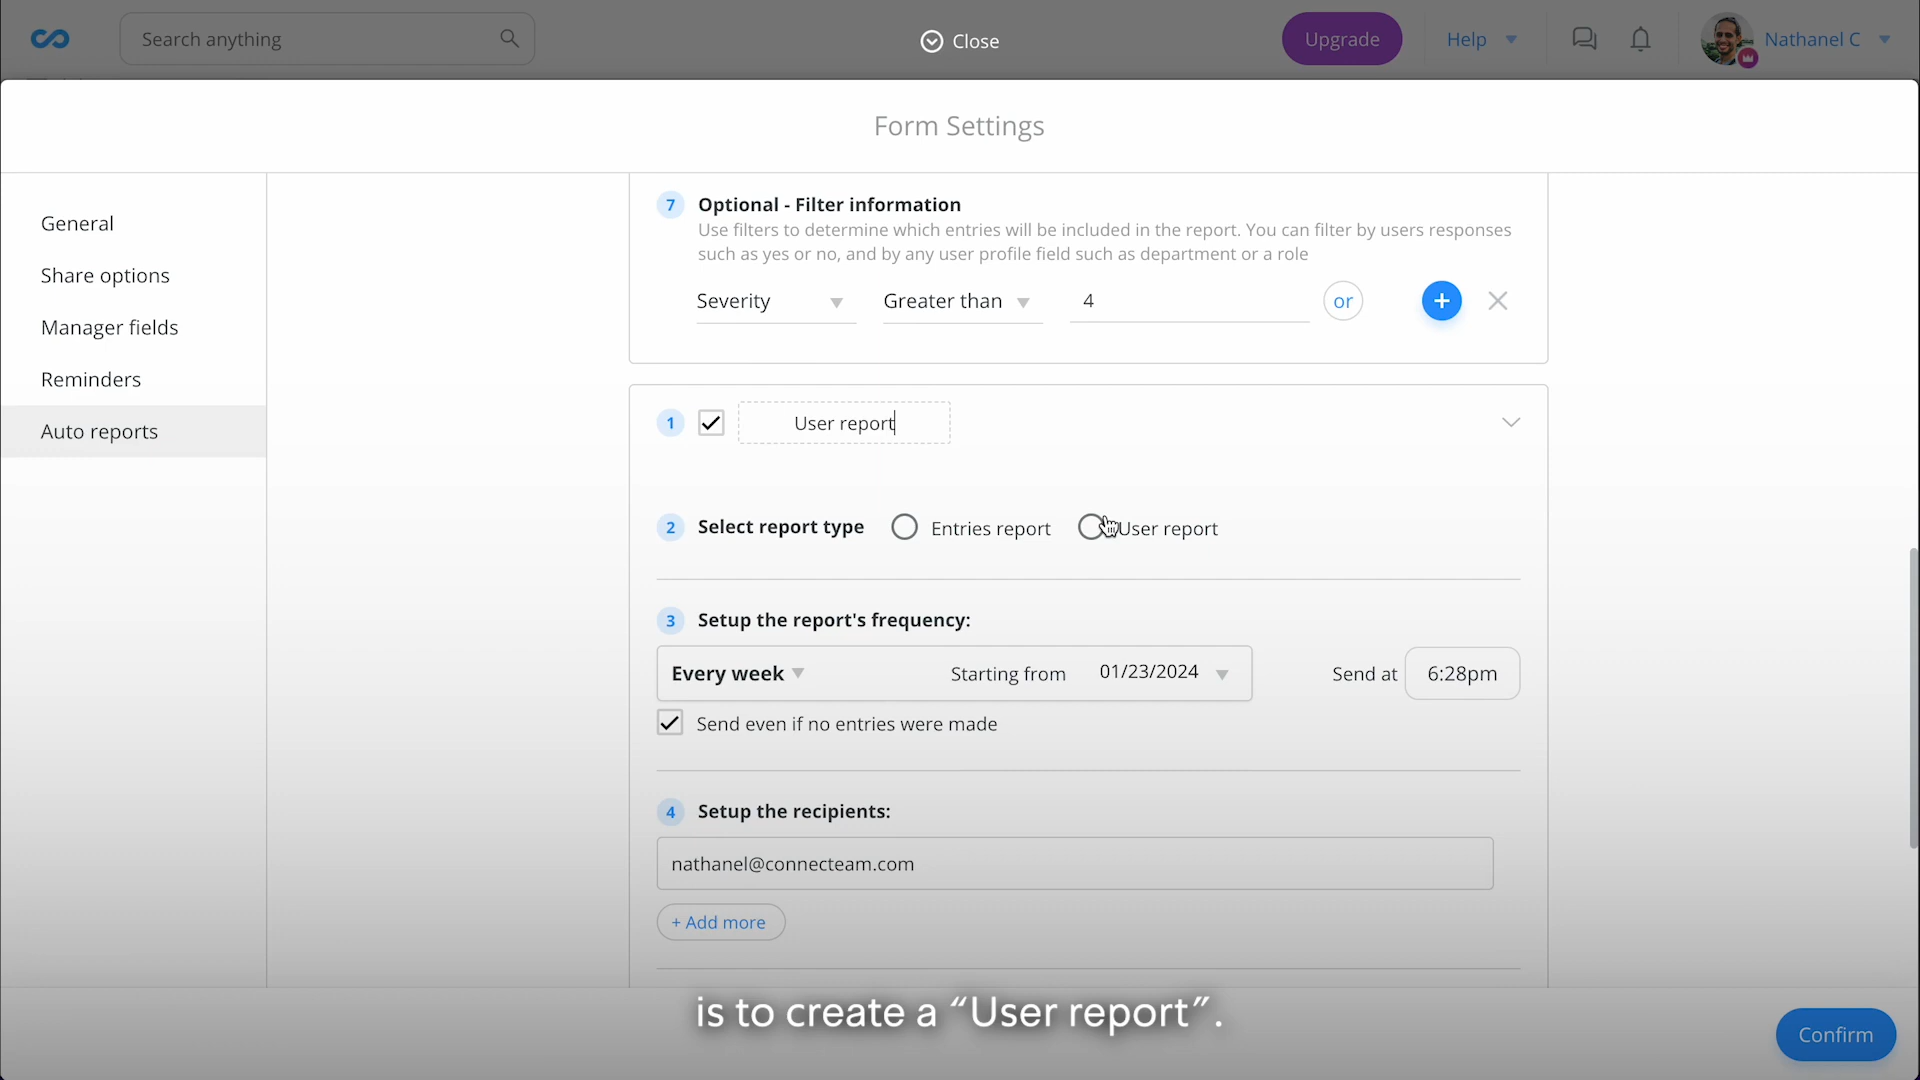 Search anything
Close
Upgrade
Help
Nathanel C
Form Settings
General
Share options
Manager fields
Reminders
Auto reports
7 Optional - Filter information
Use filters to determine which entries will be included in the report. You can filter by users responses
such as yes or no, and by any user profile field such as department or a role
Severity Greater than 4 or +
1 User report
2 Select report type Entries report User report
3 Setup the report's frequency:
Every week Starting from 01/23/2024 Send at 6:28pm
Send even if no entries were made
4 Setup the recipients:
nathanel@connecteam.com
+ Add more
is to create a “User report”.
Confirm